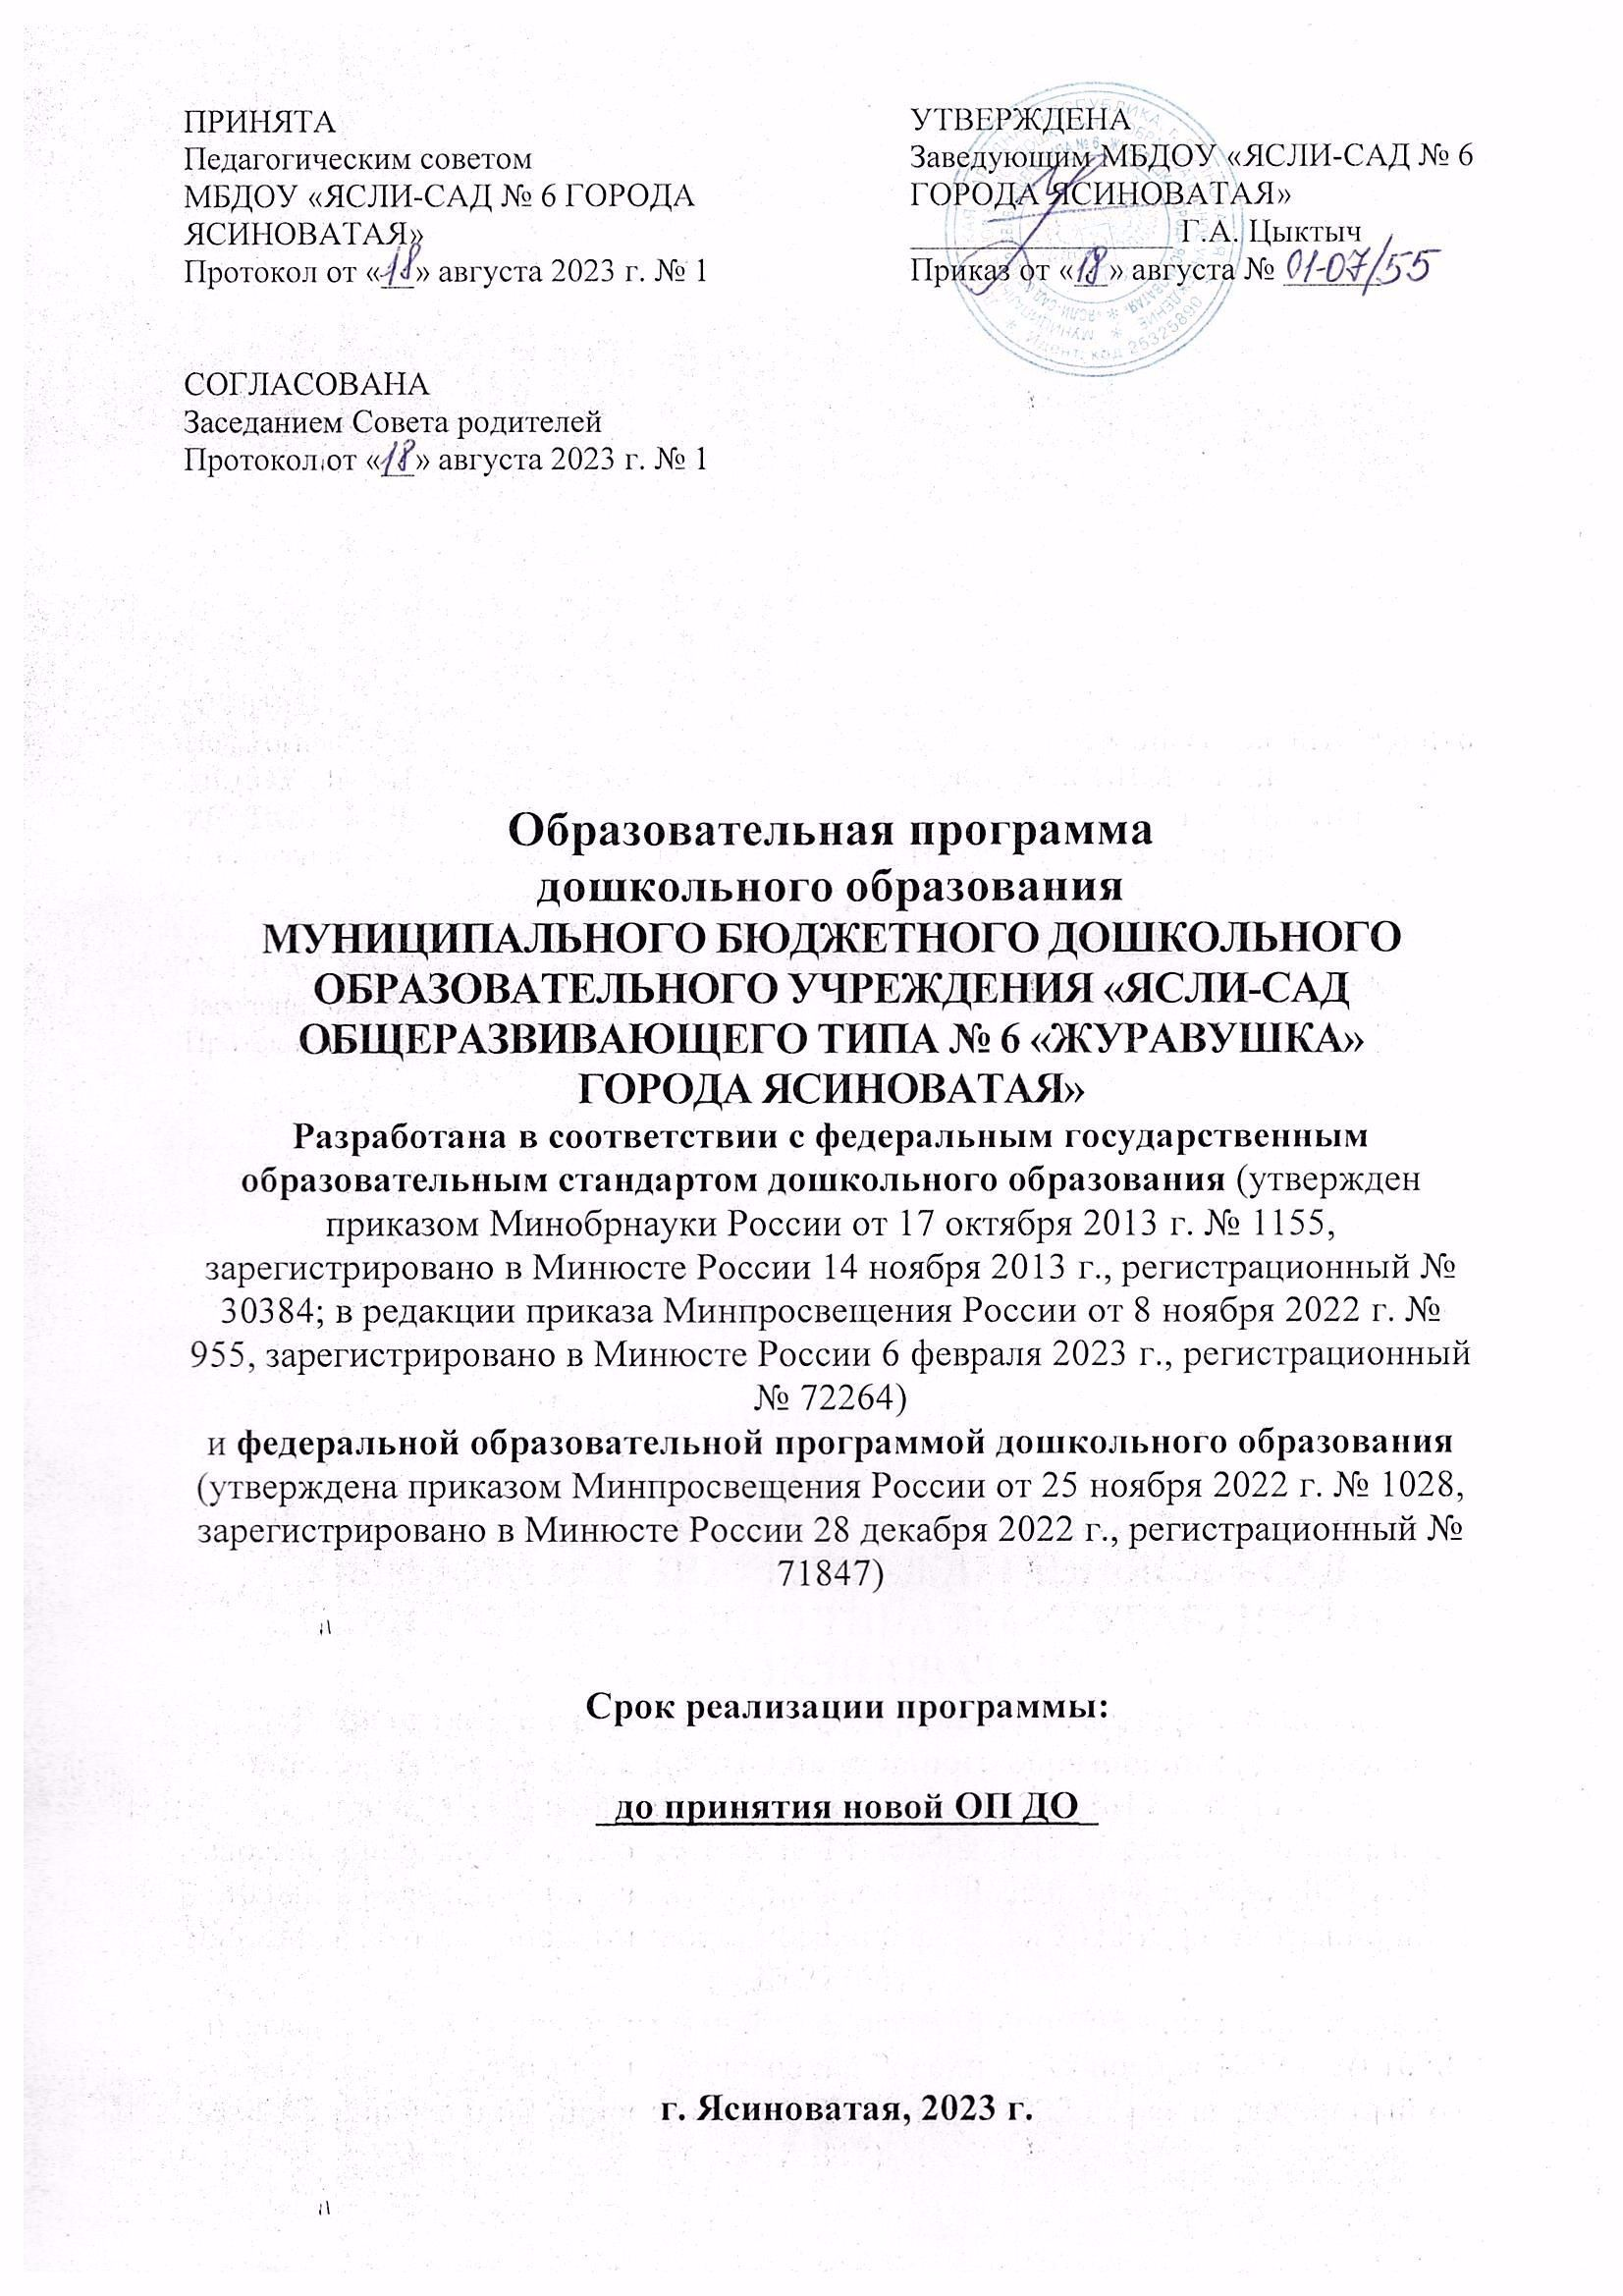 ПРИНЯТА
Педагогическим советом
МБДОУ «ЯСЛИ-САД № 6 ГОРОДА
ЯСИНОВАТАЯ»
Протокол от «18» августа 2023 г. № 1
УТВЕРЖДЕНА
Заведующим МБДОУ «ЯСЛИ-САД № 6
ГОРОДА ЯСИНОВАТАЯ»
Г.А. Цыктыч
Приказ от «18» августа № 01-07/55
СОГЛАСОВАНА
Заседанием Совета родителей
Протокол от «18» августа 2023 г. № 1
Образовательная программа
дошкольного образования
МУНИЦИПАЛЬНОГО БЮДЖЕТНОГО ДОШКОЛЬНОГО
ОБРАЗОВАТЕЛЬНОГО УЧРЕЖДЕНИЯ «ЯСЛИ-САД
ОБЩЕРАЗВИВАЮЩЕГО ТИПА № 6 «ЖУРАВУШКА»
ГОРОДА ЯСИНОВАТАЯ»
Разработана в соответствии с федеральным государственным
образовательным стандартом дошкольного образования (утвержден
приказом Минобрнауки России от 17 октября 2013 г. № 1155,
зарегистрировано в Минюсте России 14 ноября 2013 г., регистрационный №
30384; в редакции приказа Минпросвещения России от 8 ноября 2022 г. №
955, зарегистрировано в Минюсте России 6 февраля 2023 г., регистрационный
№ 72264)
и федеральной образовательной программой дошкольного образования
(утверждена приказом Минпросвещения России от 25 ноября 2022 г. № 1028,
зарегистрировано в Минюсте России 28 декабря 2022 г., регистрационный №
71847)
Срок реализации программы:
до принятия новой ОП ДО
г. Ясиноватая, 2023 г.